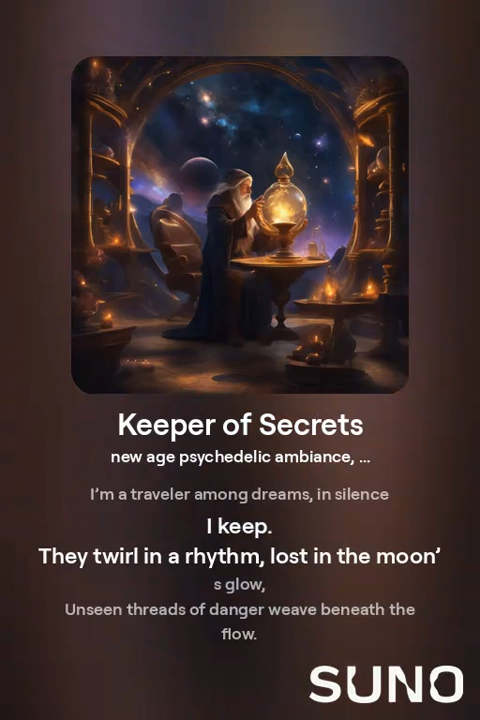 Keeper of Secrets
new age psychedelic ambiance, ...
I’m a traveler among dreams, in silence
I keep.
They twirl in a rhythm, lost in the moon’
s glow,
Unseen threads of danger weave beneath the
flow.
SUNO